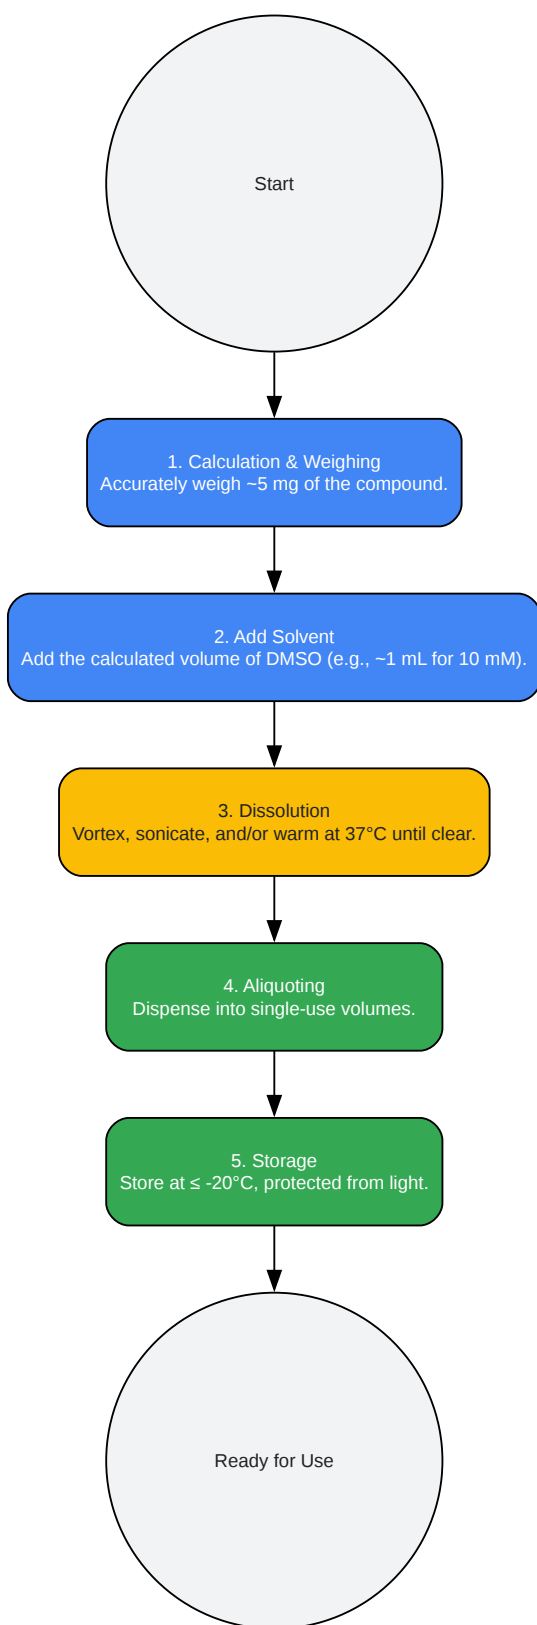 Start
1. Calculation & Weighing
Accurately weigh ~5 mg of the compound.
2. Add Solvent
Add the calculated volume of DMSO (e.g., ~1 mL for 10 mM).
3. Dissolution
Vortex, sonicate, and/or warm at 37°C until clear.
4. Aliquoting
Dispense into single-use volumes.
5. Storage
Store at ≤ -20°C, protected from light.
Ready for Use